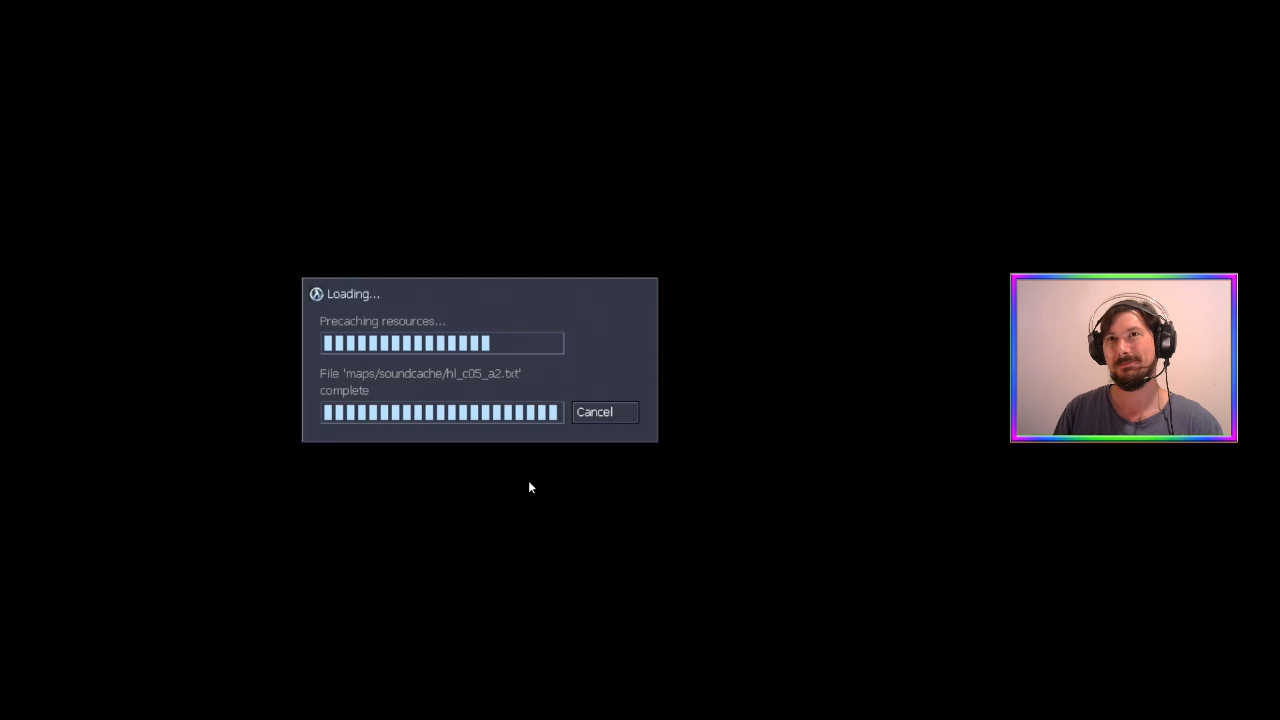 Loading...
Precaching resources...
File 'maps/soundcache/hl_c05_a2.txt'
complete
Cancel